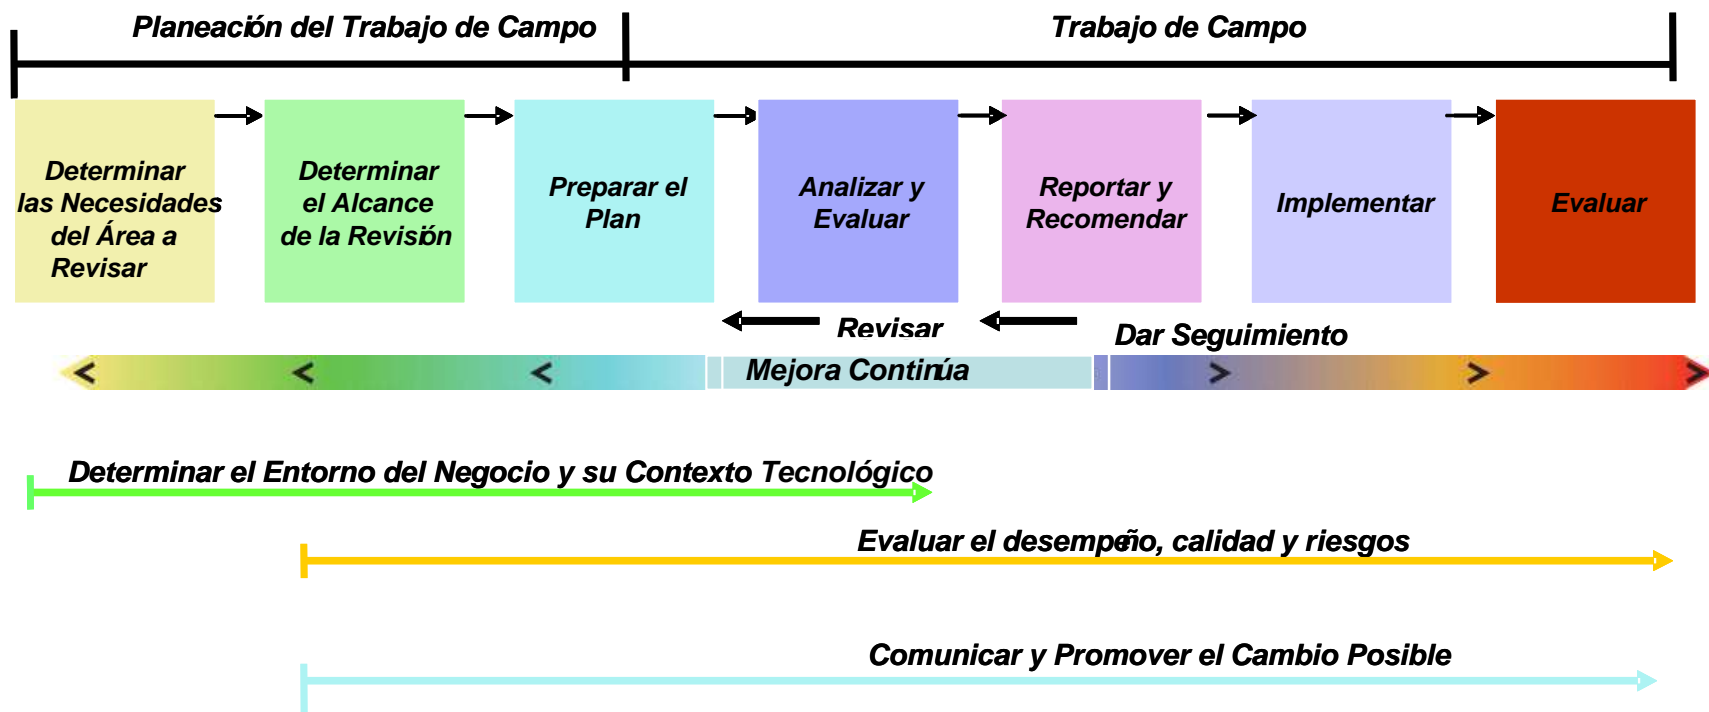 Planeación del Trabajo de Campo
Trabajo de Campo
Determinar
las Necesidades
del Área a
Revisar
Determinar
el Alcance
de la Revisión
Preparar el
Plan
Analizar y
Evaluar
Reportar y
Recomendar
Implementar
Evaluar
Revisar
Dar Seguimiento
Mejora Continúa
Determinar el Entorno del Negocio y su Contexto Tecnológico
Evaluar el desempeño, calidad y riesgos
Comunicar y Promover el Cambio Posible